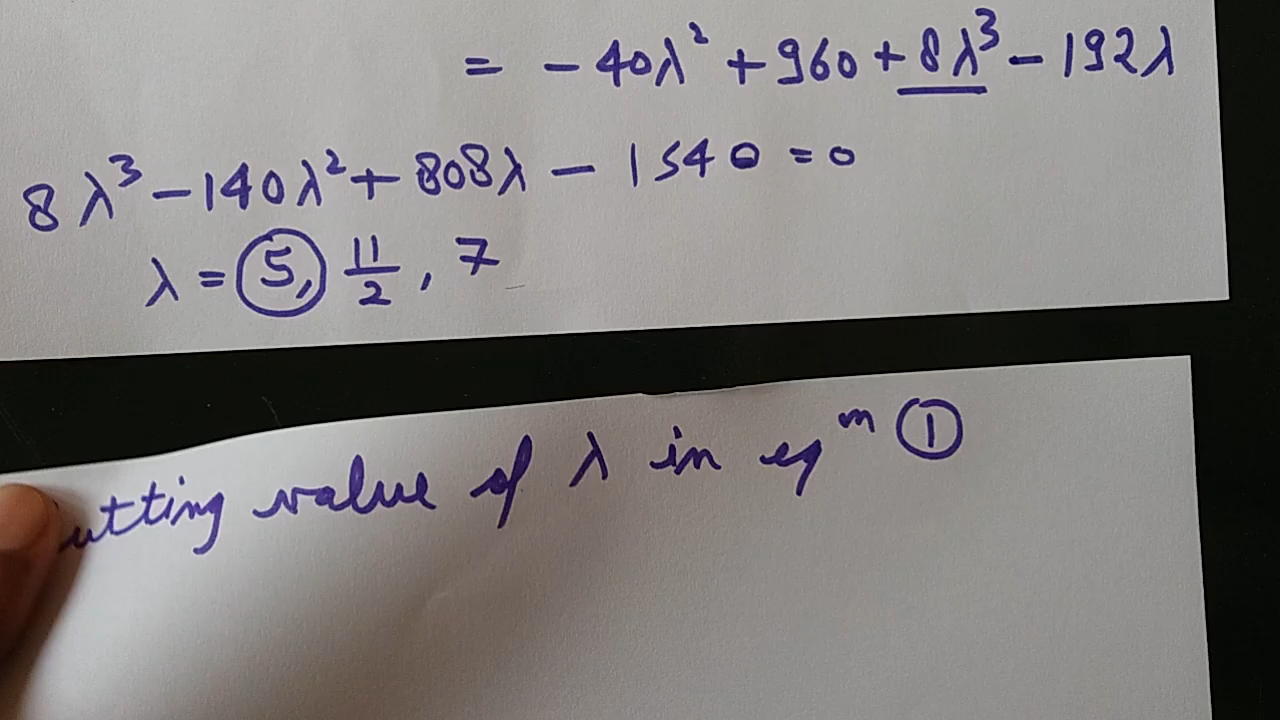 = - 40λ² + 960 + 8λ³ - 192λ
8λ³ - 140λ² + 808λ - 1540 = 0
λ = 5, 11/2, 7
utting value of λ in eqⁿ ①